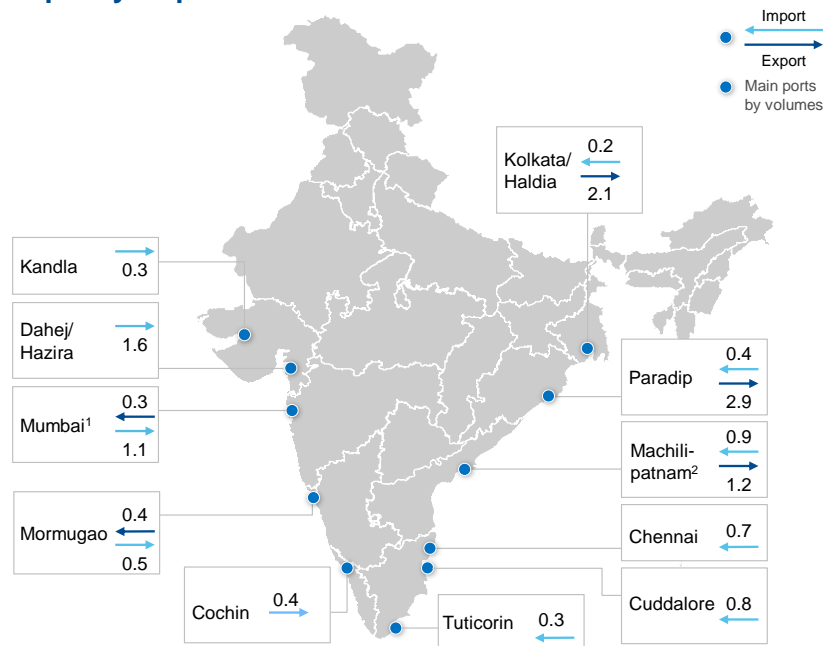 Import
Export
Main ports
by volumes
Kolkata/
Haldia
0.2
2.1
Kandla
0.3
Dahej/
Hazira
1.6
Mumbai1
0.3
1.1
Mormugao
0.4
0.5
Cochin
0.4
Tuticorin
0.3
Paradip
0.4
2.9
Machili-
patnam2
0.9
1.2
Chennai
0.7
Cuddalore
0.8